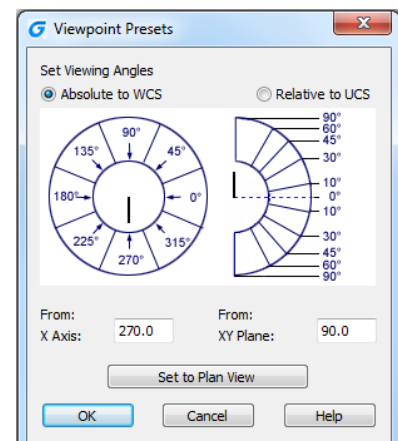 Viewpoint Presets
Set Viewing Angles
Absolute to WCS Relative to UCS
90°
135° 45°
180° 0°
225° 315°
270°
90°
60°
45°
30°
10°
0°
10°
30°
45°
60°
90°
From: From:
X Axis: 270.0 XY Plane: 90.0
Set to Plan View
OK Cancel Help